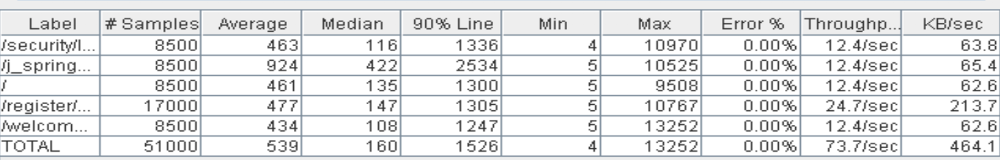 Label # Samples Average Median 90% Line Min Max Error % Throughp... KB/sec
/security/l... 8500 463 116 1336 4 10970 0.00% 12.4/sec 63.8
/j_spring... 8500 924 422 2534 5 10525 0.00% 12.4/sec 65.4
/ 8500 461 135 1300 5 9508 0.00% 12.4/sec 62.6
/register/... 17000 477 147 1305 5 10767 0.00% 24.7/sec 213.7
/welcom... 8500 434 108 1247 5 13252 0.00% 12.4/sec 62.6
TOTAL 51000 539 160 1526 4 13252 0.00% 73.7/sec 464.1